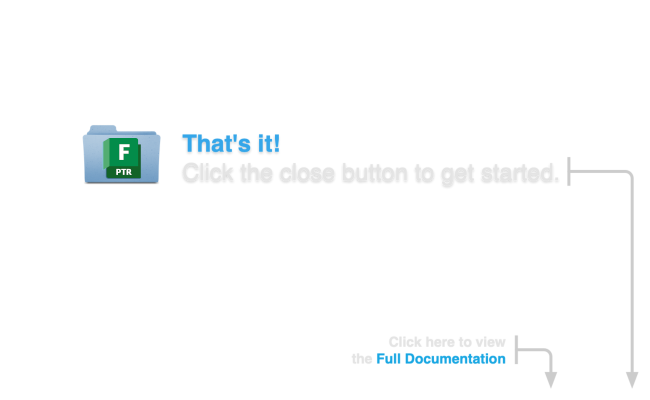 F
PTR
That's it!
Click the close button to get started.
Click here to view
the Full Documentation